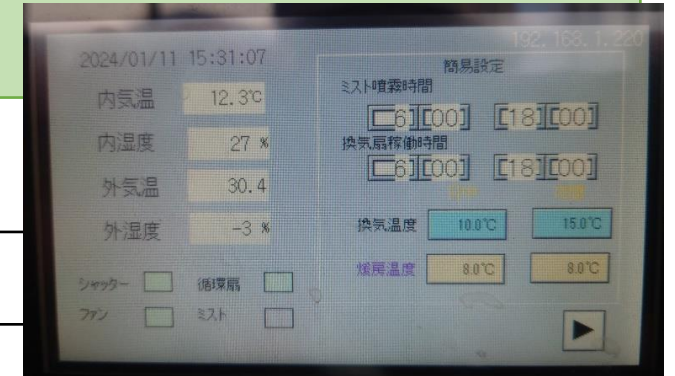 192.168.1.220
2024/01/11 15:31:07
内気温 12.3℃
内湿度 27 %
外気温 30.4
外湿度 -3 %
シャッター 循環扇
ファン ミスト
簡易設定
ミスト噴霧時間
[ 6][00] [18][00]
換気扇稼働時間
[ 6][00] [18][00]
換気温度 10.0℃ 15.0℃
煖房温度 8.0℃ 8.0℃